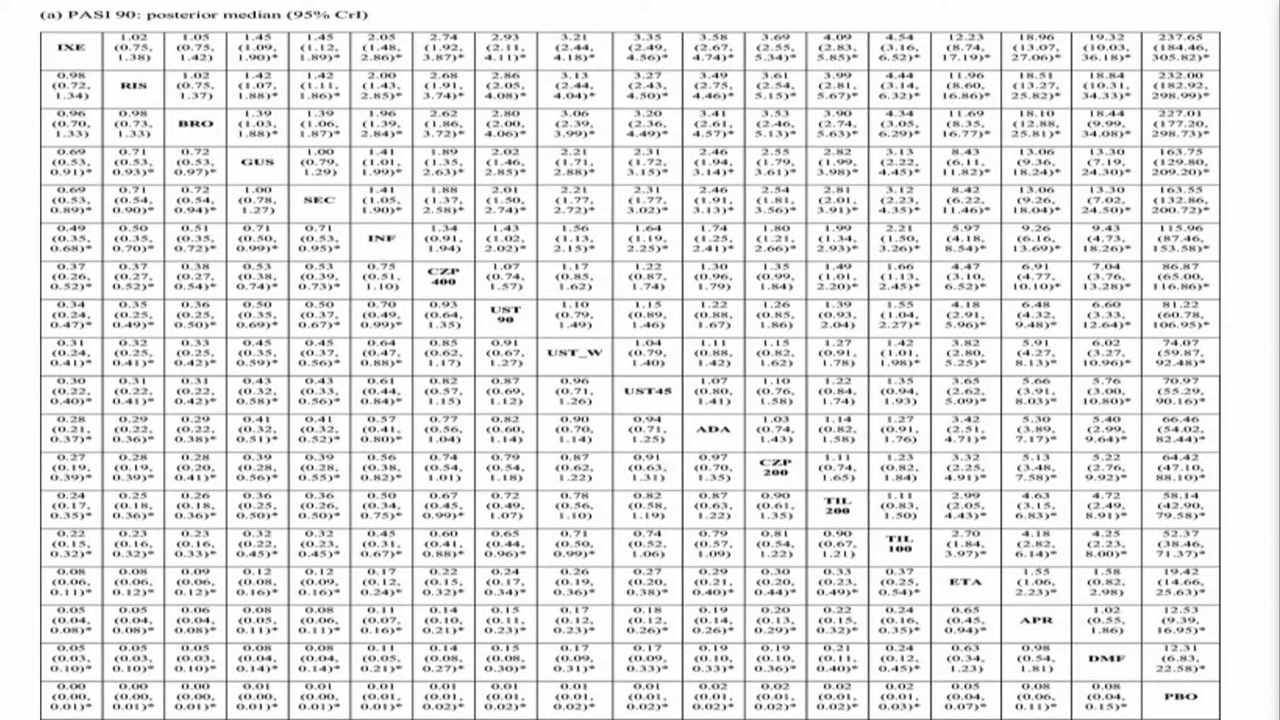 (a) PASI 90: posterior median (95% CrI)
IXE 1.02 (0.75, 1.38) 1.05 (0.75, 1.42) 1.45 (1.09, 1.90)* 1.45 (1.12, 1.89)* 2.05 (1.48, 2.86)* 2.74 (1.92, 3.87)* 2.93 (2.11, 4.11)* 3.21 (2.44, 4.18)* 3.35 (2.49, 4.56)* 3.58 (2.67, 4.74)* 3.69 (2.55, 5.34)* 4.09 (2.83, 5.85)* 4.54 (3.16, 6.52)* 12.23 (8.74, 17.19)* 18.96 (13.07, 27.06)* 19.32 (10.03, 36.18)* 237.65 (184.46, 305.82)*
0.98 (0.72, 1.34) RIS 1.02 (0.75, 1.37) 1.42 (1.07, 1.88)* 1.42 (1.11, 1.86)* 2.00 (1.43, 2.85)* 2.68 (1.91, 3.74)* 2.86 (2.05, 4.08)* 3.13 (2.44, 4.04)* 3.27 (2.43, 4.50)* 3.49 (2.75, 4.46)* 3.61 (2.54, 5.15)* 3.99 (2.81, 5.67)* 4.44 (3.14, 6.32)* 11.96 (8.60, 16.86)* 18.51 (13.27, 25.82)* 18.84 (10.31, 34.33)* 232.00 (182.92, 298.99)*
0.96 (0.70, 1.33) 0.98 (0.73, 1.33) BRO 1.39 (1.03, 1.88)* 1.39 (1.06, 1.87)* 1.96 (1.39, 2.84)* 2.62 (1.86, 3.72)* 2.80 (2.00, 4.06)* 3.06 (2.39, 3.99)* 3.20 (2.36, 4.49)* 3.41 (2.61, 4.57)* 3.53 (2.46, 5.13)* 3.90 (2.74, 5.63)* 4.34 (3.05, 6.29)* 11.69 (8.35, 16.77)* 18.10 (12.88, 25.81)* 18.44 (9.99, 34.08)* 227.01 (177.20, 298.73)*
0.69 (0.53, 0.91)* 0.71 (0.53, 0.93)* 0.72 (0.53, 0.97)* GUS 1.00 (0.79, 1.29) 1.41 (1.01, 1.99)* 1.89 (1.35, 2.63)* 2.02 (1.46, 2.85)* 2.21 (1.71, 2.88)* 2.31 (1.72, 3.15)* 2.46 (1.94, 3.14)* 2.55 (1.79, 3.61)* 2.82 (1.99, 3.98)* 3.13 (2.22, 4.45)* 8.43 (6.11, 11.82)* 13.06 (9.36, 18.24)* 13.30 (7.19, 24.30)* 163.75 (129.80, 209.20)*
0.69 (0.53, 0.89)* 0.71 (0.54, 0.90)* 0.72 (0.54, 0.94)* 1.00 (0.78, 1.27) SEC 1.41 (1.05, 1.90)* 1.88 (1.37, 2.58)* 2.01 (1.50, 2.74)* 2.21 (1.77, 2.72)* 2.31 (1.77, 3.02)* 2.46 (1.91, 3.13)* 2.54 (1.81, 3.56)* 2.81 (2.01, 3.91)* 3.12 (2.23, 4.35)* 8.42 (6.22, 11.46)* 13.06 (9.26, 18.04)* 13.30 (7.02, 24.50)* 163.55 (132.86, 200.72)*
0.49 (0.35, 0.68)* 0.50 (0.35, 0.70)* 0.51 (0.35, 0.72)* 0.71 (0.50, 0.99)* 0.71 (0.53, 0.95)* INF 1.34 (0.91, 1.94) 1.43 (1.02, 2.02)* 1.56 (1.13, 2.15)* 1.64 (1.19, 2.25)* 1.74 (1.25, 2.41)* 1.80 (1.21, 2.66)* 1.99 (1.34, 2.93)* 2.21 (1.50, 3.26)* 5.97 (4.18, 8.54)* 9.26 (6.16, 13.69)* 9.43 (4.73, 18.26)* 115.96 (87.46, 153.58)*
0.37 (0.26, 0.52)* 0.37 (0.27, 0.52)* 0.38 (0.27, 0.54)* 0.53 (0.38, 0.74)* 0.53 (0.39, 0.73)* 0.75 (0.51, 1.10) CZP 400 1.07 (0.74, 1.57) 1.17 (0.85, 1.62) 1.22 (0.87, 1.74) 1.30 (0.96, 1.79) 1.35 (0.99, 1.84) 1.49 (1.01, 2.20)* 1.66 (1.13, 2.45)* 4.47 (3.10, 6.52)* 6.91 (4.77, 10.10)* 7.04 (3.76, 13.28)* 86.87 (65.00, 116.86)*
0.34 (0.24, 0.47)* 0.35 (0.25, 0.49)* 0.36 (0.25, 0.50)* 0.50 (0.35, 0.69)* 0.50 (0.37, 0.67)* 0.70 (0.49, 0.99)* 0.93 (0.64, 1.35) UST 90 1.10 (0.79, 1.49) 1.15 (0.89, 1.46) 1.22 (0.88, 1.67) 1.26 (0.85, 1.86) 1.39 (0.93, 2.04) 1.55 (1.04, 2.27)* 4.18 (2.91, 5.96)* 6.48 (4.32, 9.48)* 6.60 (3.33, 12.64)* 81.22 (60.78, 106.95)*
0.31 (0.24, 0.41)* 0.32 (0.25, 0.41)* 0.33 (0.25, 0.42)* 0.45 (0.35, 0.59)* 0.45 (0.37, 0.56)* 0.64 (0.47, 0.88)* 0.85 (0.62, 1.17) 0.91 (0.67, 1.27) UST_W 1.04 (0.79, 1.40) 1.11 (0.88, 1.42) 1.15 (0.82, 1.62) 1.27 (0.91, 1.78) 1.42 (1.01, 1.98)* 3.82 (2.80, 5.25)* 5.91 (4.27, 8.13)* 6.02 (3.27, 10.96)* 74.07 (59.87, 92.48)*
0.30 (0.22, 0.40)* 0.31 (0.22, 0.41)* 0.31 (0.22, 0.42)* 0.43 (0.32, 0.58)* 0.43 (0.33, 0.56)* 0.61 (0.44, 0.84)* 0.82 (0.57, 1.15) 0.87 (0.69, 1.12) 0.96 (0.71, 1.26) UST45 1.07 (0.80, 1.41) 1.10 (0.76, 1.58) 1.22 (0.84, 1.74) 1.35 (0.94, 1.93) 3.65 (2.62, 5.09)* 5.66 (3.91, 8.03)* 5.76 (3.00, 10.80)* 70.97 (55.29, 90.16)*
0.28 (0.21, 0.37)* 0.29 (0.22, 0.36)* 0.29 (0.22, 0.38)* 0.41 (0.32, 0.51)* 0.41 (0.32, 0.52)* 0.57 (0.41, 0.80)* 0.77 (0.56, 1.04) 0.82 (0.60, 1.14) 0.90 (0.70, 1.14) 0.94 (0.71, 1.25) ADA 1.03 (0.74, 1.43) 1.14 (0.82, 1.58) 1.27 (0.91, 1.76) 3.42 (2.51, 4.71)* 5.30 (3.89, 7.17)* 5.40 (2.99, 9.64)* 66.46 (54.02, 82.44)*
0.27 (0.19, 0.39)* 0.28 (0.19, 0.39)* 0.28 (0.20, 0.41)* 0.39 (0.28, 0.56)* 0.39 (0.28, 0.55)* 0.56 (0.38, 0.82)* 0.74 (0.54, 1.01) 0.79 (0.54, 1.18) 0.87 (0.62, 1.22) 0.91 (0.63, 1.31) 0.97 (0.70, 1.35) CZP 200 1.11 (0.74, 1.65) 1.23 (0.82, 1.84) 3.32 (2.25, 4.91)* 5.13 (3.48, 7.58)* 5.22 (2.76, 9.92)* 64.42 (47.10, 88.10)*
0.24 (0.17, 0.35)* 0.25 (0.18, 0.36)* 0.26 (0.18, 0.36)* 0.36 (0.25, 0.50)* 0.36 (0.26, 0.50)* 0.50 (0.34, 0.75)* 0.67 (0.45, 0.99)* 0.72 (0.49, 1.07) 0.78 (0.56, 1.10) 0.82 (0.58, 1.19) 0.87 (0.63, 1.22) 0.90 (0.61, 1.35) TIL 200 1.11 (0.83, 1.50) 2.99 (2.05, 4.43)* 4.63 (3.15, 6.83)* 4.72 (2.49, 8.91)* 58.14 (42.90, 79.58)*
0.22 (0.15, 0.32)* 0.23 (0.16, 0.32)* 0.23 (0.16, 0.33)* 0.32 (0.22, 0.45)* 0.32 (0.23, 0.45)* 0.45 (0.31, 0.67)* 0.60 (0.41, 0.88)* 0.65 (0.44, 0.96)* 0.71 (0.50, 0.99)* 0.74 (0.52, 1.06) 0.79 (0.57, 1.09) 0.81 (0.54, 1.22) 0.90 (0.67, 1.21) TIL 100 2.70 (1.84, 3.97)* 4.18 (2.82, 6.14)* 4.25 (2.23, 8.00)* 52.37 (38.46, 71.37)*
0.08 (0.06, 0.11)* 0.08 (0.06, 0.12)* 0.09 (0.06, 0.12)* 0.12 (0.08, 0.16)* 0.12 (0.09, 0.16)* 0.17 (0.12, 0.24)* 0.22 (0.15, 0.32)* 0.24 (0.17, 0.34)* 0.26 (0.19, 0.36)* 0.27 (0.20, 0.38)* 0.29 (0.21, 0.40)* 0.30 (0.20, 0.44)* 0.33 (0.23, 0.49)* 0.37 (0.25, 0.54)* ETA 1.55 (1.06, 2.23)* 1.58 (0.82, 2.98) 19.42 (14.66, 25.63)*
0.05 (0.04, 0.08)* 0.05 (0.04, 0.08)* 0.06 (0.04, 0.08)* 0.08 (0.05, 0.11)* 0.08 (0.06, 0.11)* 0.11 (0.07, 0.16)* 0.14 (0.10, 0.21)* 0.15 (0.11, 0.23)* 0.17 (0.12, 0.23)* 0.18 (0.12, 0.26)* 0.19 (0.14, 0.26)* 0.20 (0.13, 0.29)* 0.22 (0.15, 0.32)* 0.24 (0.16, 0.35)* 0.65 (0.45, 0.94)* APR 1.02 (0.55, 1.86) 12.53 (9.39, 16.95)*
0.05 (0.03, 0.10)* 0.05 (0.03, 0.10)* 0.05 (0.03, 0.10)* 0.08 (0.04, 0.14)* 0.08 (0.04, 0.14)* 0.11 (0.05, 0.21)* 0.14 (0.08, 0.27)* 0.15 (0.08, 0.30)* 0.17 (0.09, 0.31)* 0.17 (0.09, 0.33)* 0.19 (0.10, 0.33)* 0.19 (0.10, 0.36)* 0.21 (0.11, 0.40)* 0.24 (0.12, 0.45)* 0.63 (0.34, 1.23) 0.98 (0.54, 1.81) DMF 12.31 (6.83, 22.58)*
0.00 (0.00, 0.01)* 0.00 (0.00, 0.01)* 0.00 (0.00, 0.01)* 0.01 (0.00, 0.01)* 0.01 (0.00, 0.01)* 0.01 (0.01, 0.01)* 0.01 (0.01, 0.02)* 0.01 (0.01, 0.02)* 0.01 (0.01, 0.02)* 0.01 (0.01, 0.02)* 0.02 (0.01, 0.02)* 0.02 (0.01, 0.02)* 0.02 (0.01, 0.02)* 0.02 (0.01, 0.03)* 0.05 (0.04, 0.07)* 0.08 (0.06, 0.11)* 0.08 (0.04, 0.15)* PBO